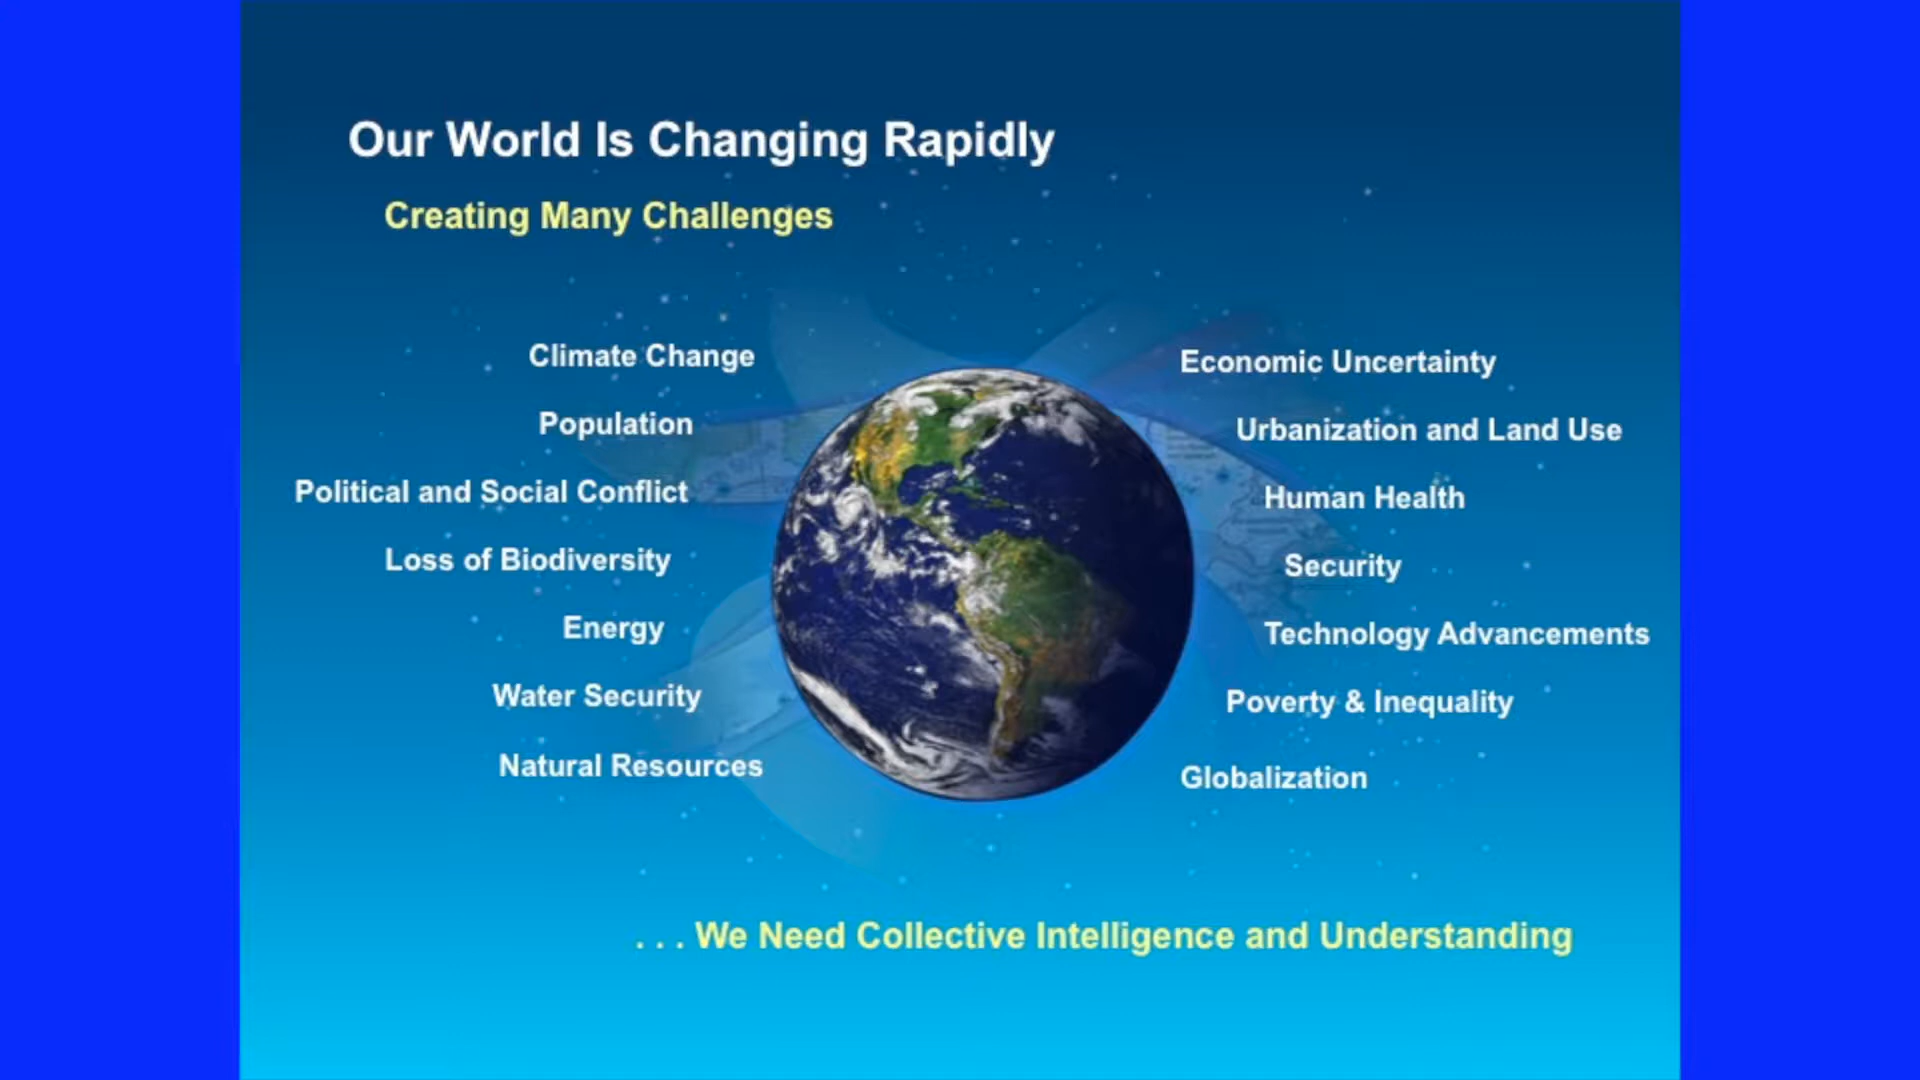 Our World Is Changing Rapidly
Creating Many Challenges
Climate Change
Population
Political and Social Conflict
Loss of Biodiversity
Energy
Water Security
Natural Resources
Economic Uncertainty
Urbanization and Land Use
Human Health
Security
Technology Advancements
Poverty & Inequality
Globalization
. . . We Need Collective Intelligence and Understanding